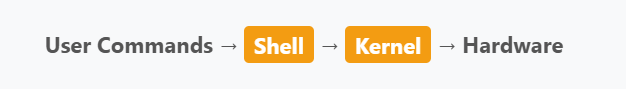 User Commands → Shell → Kernel → Hardware